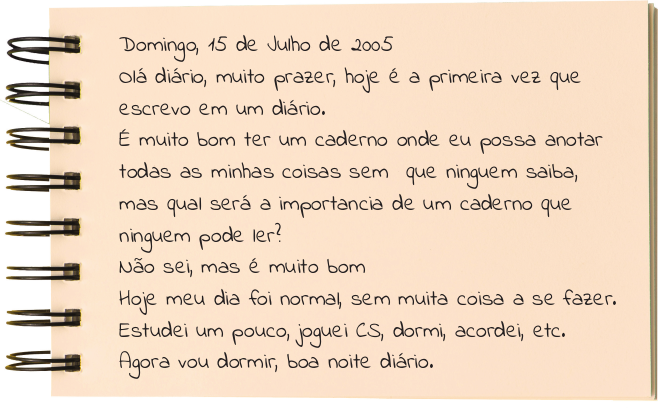 Domingo, 15 de Julho de 2005
Olá diário, muito prazer, hoje é a primeira vez que
escrevo em um diário.
É muito bom ter um caderno onde eu possa anotar
todas as minhas coisas sem  que ninguem saiba,
mas qual será a importancia de um caderno que
ninguem pode ler?
Não sei, mas é muito bom
Hoje meu dia foi normal, sem muita coisa a se fazer.
Estudei um pouco, joguei CS, dormi, acordei, etc.
Agora vou dormir, boa noite diário.